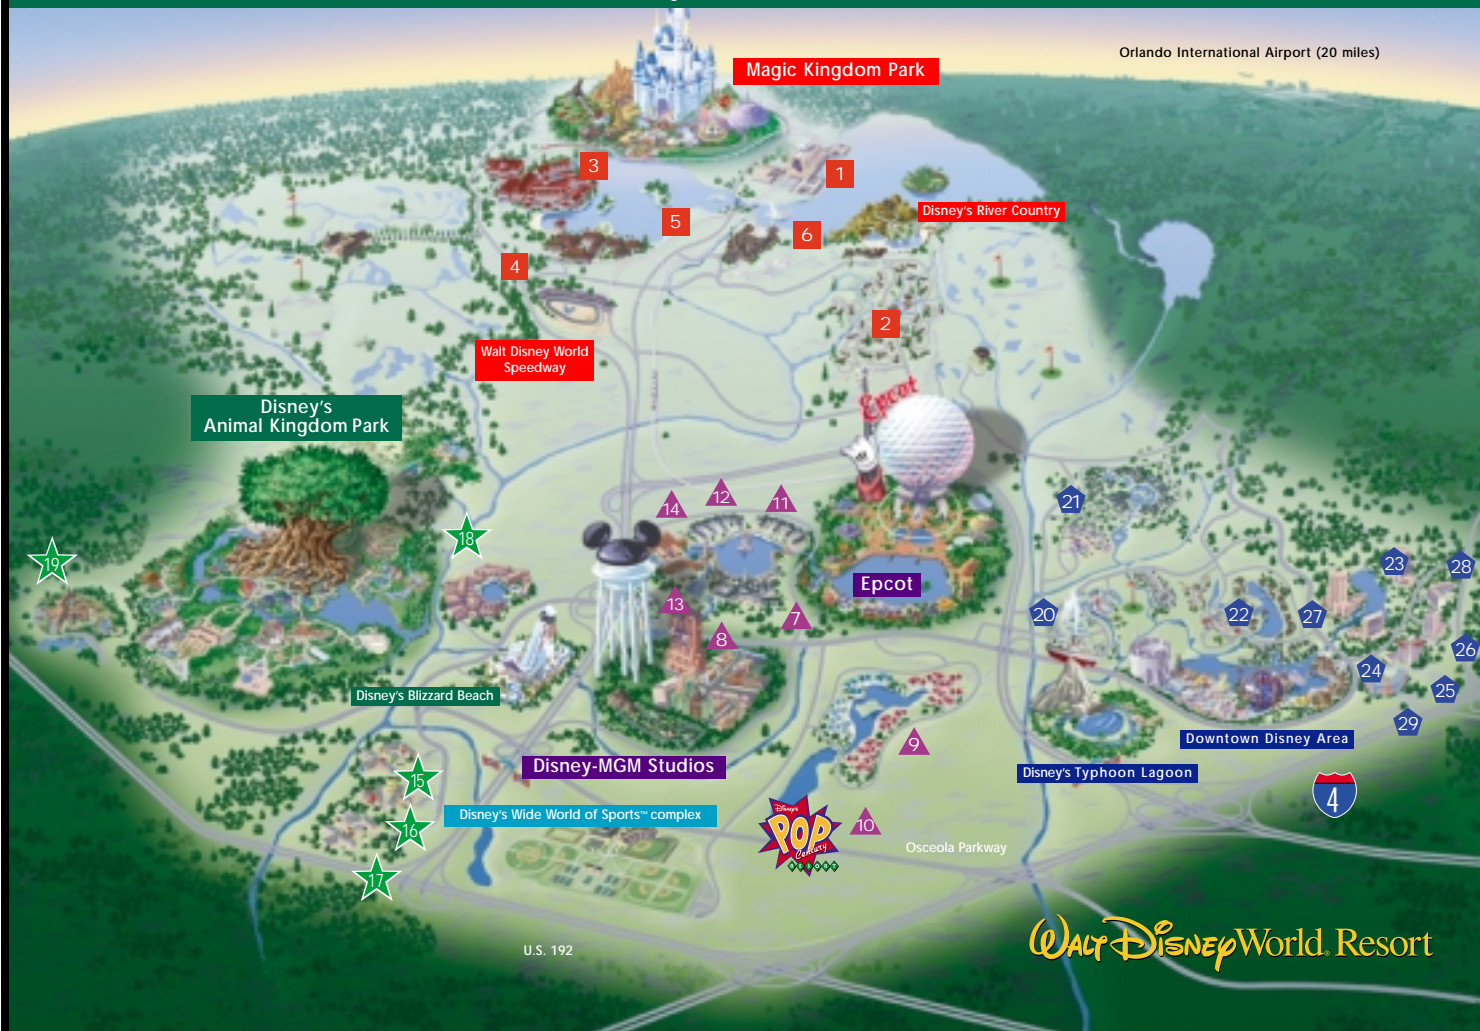 Orlando International Airport (20 miles)
Magic Kingdom Park
3
1
5
6
Disney's River Country
4
2
Walt Disney World
Speedway
Disney's
Animal Kingdom Park
Epcot
14
12
11
21
19
18
23
28
13
7
Epcot
20
22
27
8
26
24
25
Disney's Blizzard Beach
29
9
Downtown Disney Area
Disney-MGM Studios
Disney's Typhoon Lagoon
15
4
Disney's Wide World of Sports™ complex
16
Disney's
POP
Century
RESORT
10
Osceola Parkway
17
U.S. 192
WALT DISNEY World® Resort